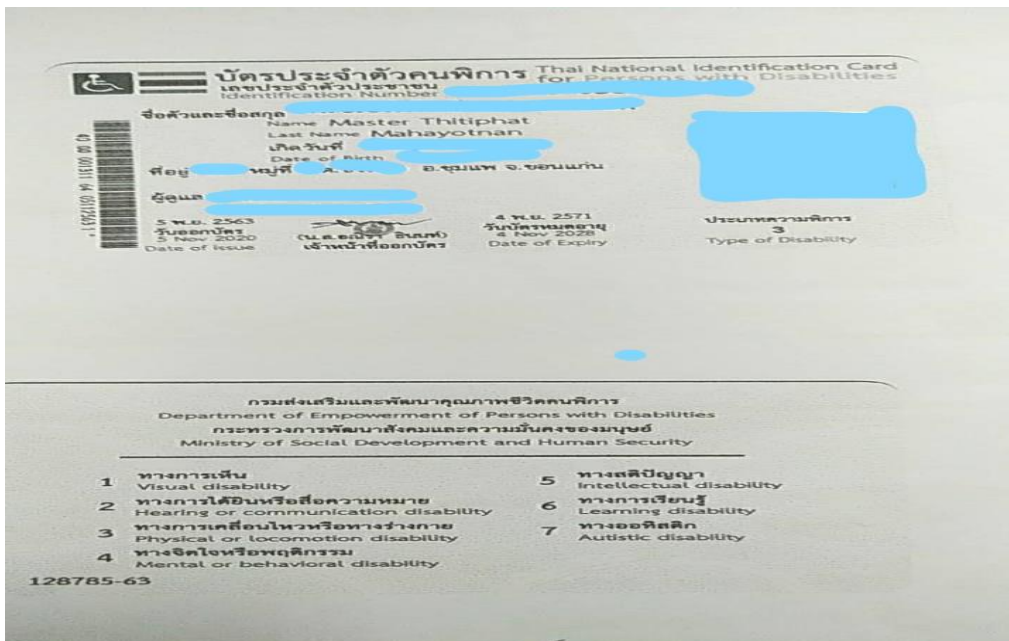 บัตรประจำตัวคนพิการ Thai National Identification Card
เลขประจำตัวประชาชน for Persons with Disabilities
Identification Number
ชื่อตัวและชื่อสกุล
Name Master Thitiphat
Last Name Mahayotnan
เกิดวันที่
Date of Birth
ที่อยู่ หมู่ที่ อ.ชุมแพ จ.ขอนแก่น
ผู้ดูแล
5 พ.ย. 2563
วันออกบัตร
5 Nov 2020
Date of Issue
เจ้าหน้าที่ออกบัตร
4 พ.ย. 2571
วันบัตรหมดอายุ
4 Nov 2028
Date of Expiry
ประเภทความพิการ
3
Type of Disability
กรมส่งเสริมและพัฒนาคุณภาพชีวิตคนพิการ
Department of Empowerment of Persons with Disabilities
กระทรวงการพัฒนาสังคมและความมั่นคงของมนุษย์
Ministry of Social Development and Human Security
1 ทางการเห็น
Visual disability
2 ทางการได้ยินหรือสื่อความหมาย
Hearing or communication disability
3 ทางการเคลื่อนไหวหรือทางร่างกาย
Physical or locomotion disability
4 ทางจิตใจหรือพฤติกรรม
Mental or behavioral disability
5 ทางสติปัญญา
Intellectual disability
6 ทางการเรียนรู้
Learning disability
7 ทางออทิสติก
Autistic disability
128785-63